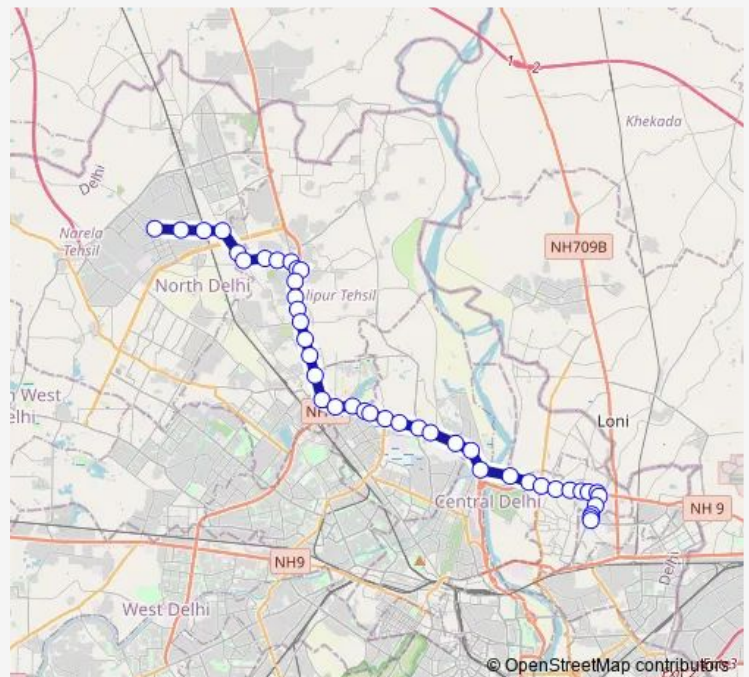 1
2
Khekada
Delhi
Narela
Tehsil
NH709B
North Delhi
lipur Tehsil
West
elhi
Loni
Central Delhi
NH 9
NH9
Delhi
West Delhi
© OpenStreetMap contributors